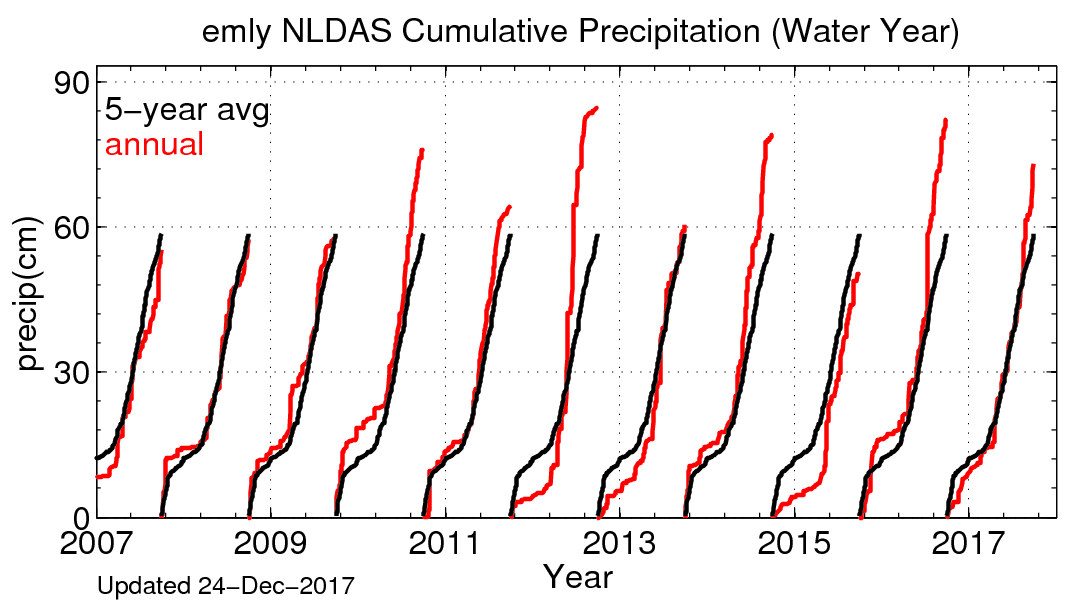 emly NLDAS Cumulative Precipitation (Water Year)
90
5−year avg
annual
60
precip(cm)
30
0
2007 2009 2011 2013 2015 2017
Year
Updated 24−Dec−2017